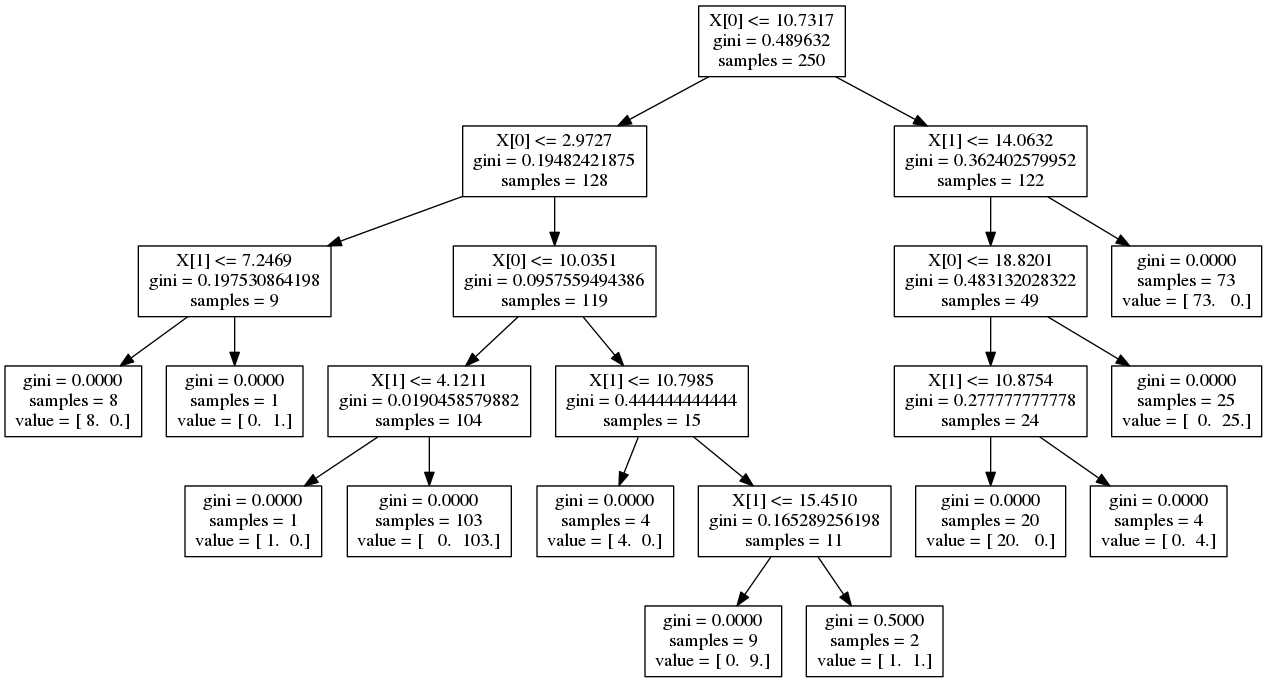 X[0] <= 10.7317
gini = 0.489632
samples = 250
X[0] <= 2.9727
gini = 0.19482421875
samples = 128
X[1] <= 14.0632
gini = 0.362402579952
samples = 122
X[1] <= 7.2469
gini = 0.197530864198
samples = 9
X[0] <= 10.0351
gini = 0.0957559494386
samples = 119
X[0] <= 18.8201
gini = 0.483132028322
samples = 49
gini = 0.0000
samples = 73
value = [ 73.   0.]
gini = 0.0000
samples = 8
value = [ 8.  0.]
gini = 0.0000
samples = 1
value = [ 0.  1.]
X[1] <= 4.1211
gini = 0.0190458579882
samples = 104
X[1] <= 10.7985
gini = 0.444444444444
samples = 15
X[1] <= 10.8754
gini = 0.277777777778
samples = 24
gini = 0.0000
samples = 25
value = [  0.  25.]
gini = 0.0000
samples = 1
value = [ 1.  0.]
gini = 0.0000
samples = 103
value = [   0.  103.]
gini = 0.0000
samples = 4
value = [ 4.  0.]
X[1] <= 15.4510
gini = 0.165289256198
samples = 11
gini = 0.0000
samples = 20
value = [ 20.   0.]
gini = 0.0000
samples = 4
value = [ 0.  4.]
gini = 0.0000
samples = 9
value = [ 0.  9.]
gini = 0.5000
samples = 2
value = [ 1.  1.]